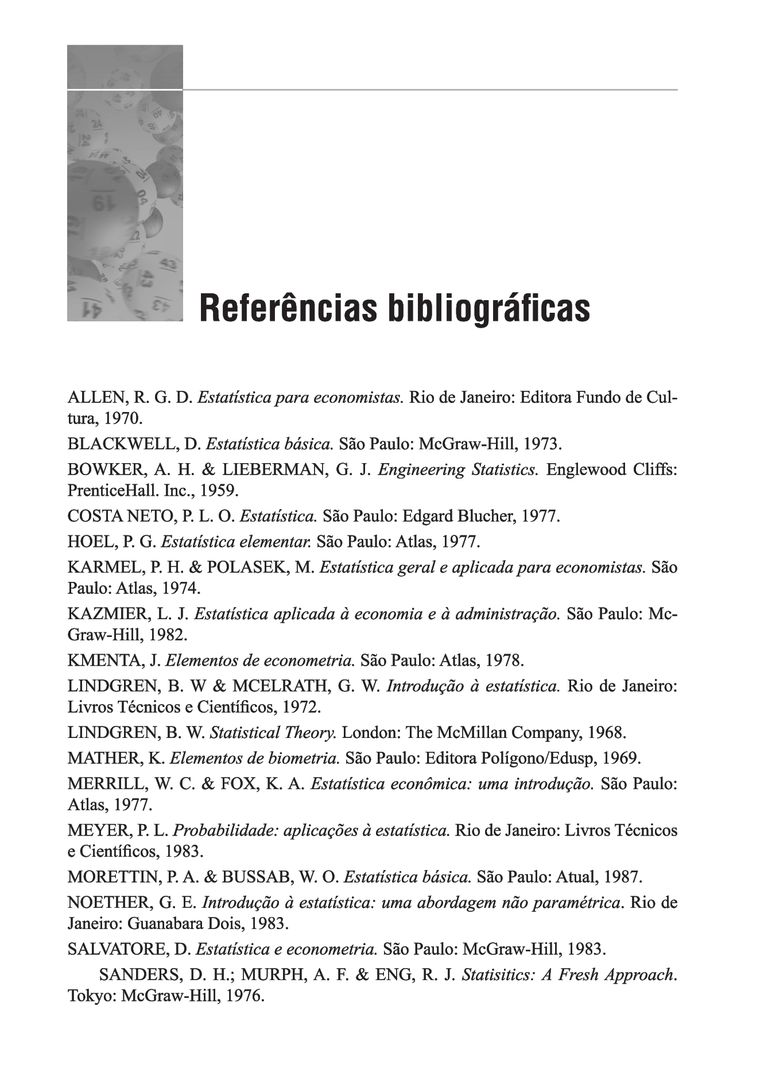 Referências bibliográficas
ALLEN, R. G. D. Estatística para economistas. Rio de Janeiro: Editora Fundo de Cul-
tura, 1970.
BLACKWELL, D. Estatística básica. São Paulo: McGraw-Hill, 1973.
BOWKER, A. H. & LIEBERMAN, G. J. Engineering Statistics. Englewood Cliffs:
PrenticeHall. Inc., 1959.
COSTA NETO, P. L. O. Estatística. São Paulo: Edgard Blucher, 1977.
HOEL, P. G. Estatística elementar. São Paulo: Atlas, 1977.
KARMEL, P. H. & POLASEK, M. Estatística geral e aplicada para economistas. São
Paulo: Atlas, 1974.
KAZMIER, L. J. Estatística aplicada à economia e à administração. São Paulo: Mc-
Graw-Hill, 1982.
KMENTA, J. Elementos de econometria. São Paulo: Atlas, 1978.
LINDGREN, B. W & MCELRATH, G. W. Introdução à estatística. Rio de Janeiro:
Livros Técnicos e Científicos, 1972.
LINDGREN, B. W. Statistical Theory. London: The McMillan Company, 1968.
MATHER, K. Elementos de biometria. São Paulo: Editora Polígono/Edusp, 1969.
MERRILL, W. C. & FOX, K. A. Estatística econômica: uma introdução. São Paulo:
Atlas, 1977.
MEYER, P. L. Probabilidade: aplicações à estatística. Rio de Janeiro: Livros Técnicos
e Científicos, 1983.
MORETTIN, P. A. & BUSSAB, W. O. Estatística básica. São Paulo: Atual, 1987.
NOETHER, G. E. Introdução à estatística: uma abordagem não paramétrica. Rio de
Janeiro: Guanabara Dois, 1983.
SALVATORE, D. Estatística e econometria. São Paulo: McGraw-Hill, 1983.
SANDERS, D. H.; MURPH, A. F. & ENG, R. J. Statisitics: A Fresh Approach.
Tokyo: McGraw-Hill, 1976.